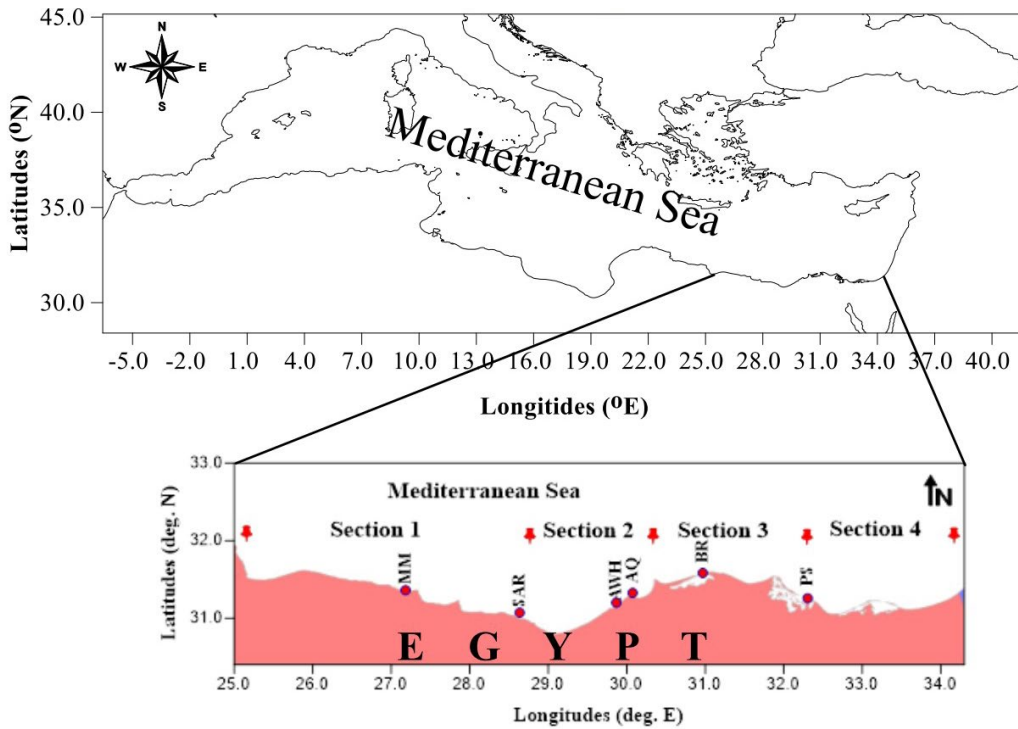 45.0
40.0
35.0
30.0
Latitudes (ºN)
N
W E
S
Mediterranean Sea
-5.0 -2.0 1.0 4.0 7.0 10.0 13.0 16.0 19.0 22.0 25.0 28.0 31.0 34.0 37.0 40.0
Longitides (ºE)
33.0
32.0
31.0
Latitudes (deg. N)
Mediterranean Sea
N
Section 1 Section 2 Section 3 Section 4
MM
SAR
AWH
AQ
BR
PS
E G Y P T
25.0 26.0 27.0 28.0 29.0 30.0 31.0 32.0 33.0 34.0
Longitudes (deg. E)